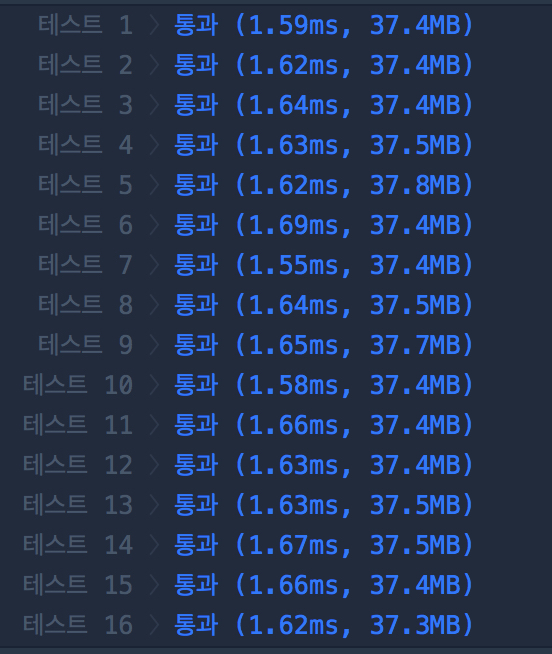 테스트 1 > 통과 (1.59ms, 37.4MB)
테스트 2 > 통과 (1.62ms, 37.4MB)
테스트 3 > 통과 (1.64ms, 37.4MB)
테스트 4 > 통과 (1.63ms, 37.5MB)
테스트 5 > 통과 (1.62ms, 37.8MB)
테스트 6 > 통과 (1.69ms, 37.4MB)
테스트 7 > 통과 (1.55ms, 37.4MB)
테스트 8 > 통과 (1.64ms, 37.5MB)
테스트 9 > 통과 (1.65ms, 37.7MB)
테스트 10 > 통과 (1.58ms, 37.4MB)
테스트 11 > 통과 (1.66ms, 37.4MB)
테스트 12 > 통과 (1.63ms, 37.4MB)
테스트 13 > 통과 (1.63ms, 37.5MB)
테스트 14 > 통과 (1.67ms, 37.5MB)
테스트 15 > 통과 (1.66ms, 37.4MB)
테스트 16 > 통과 (1.62ms, 37.3MB)